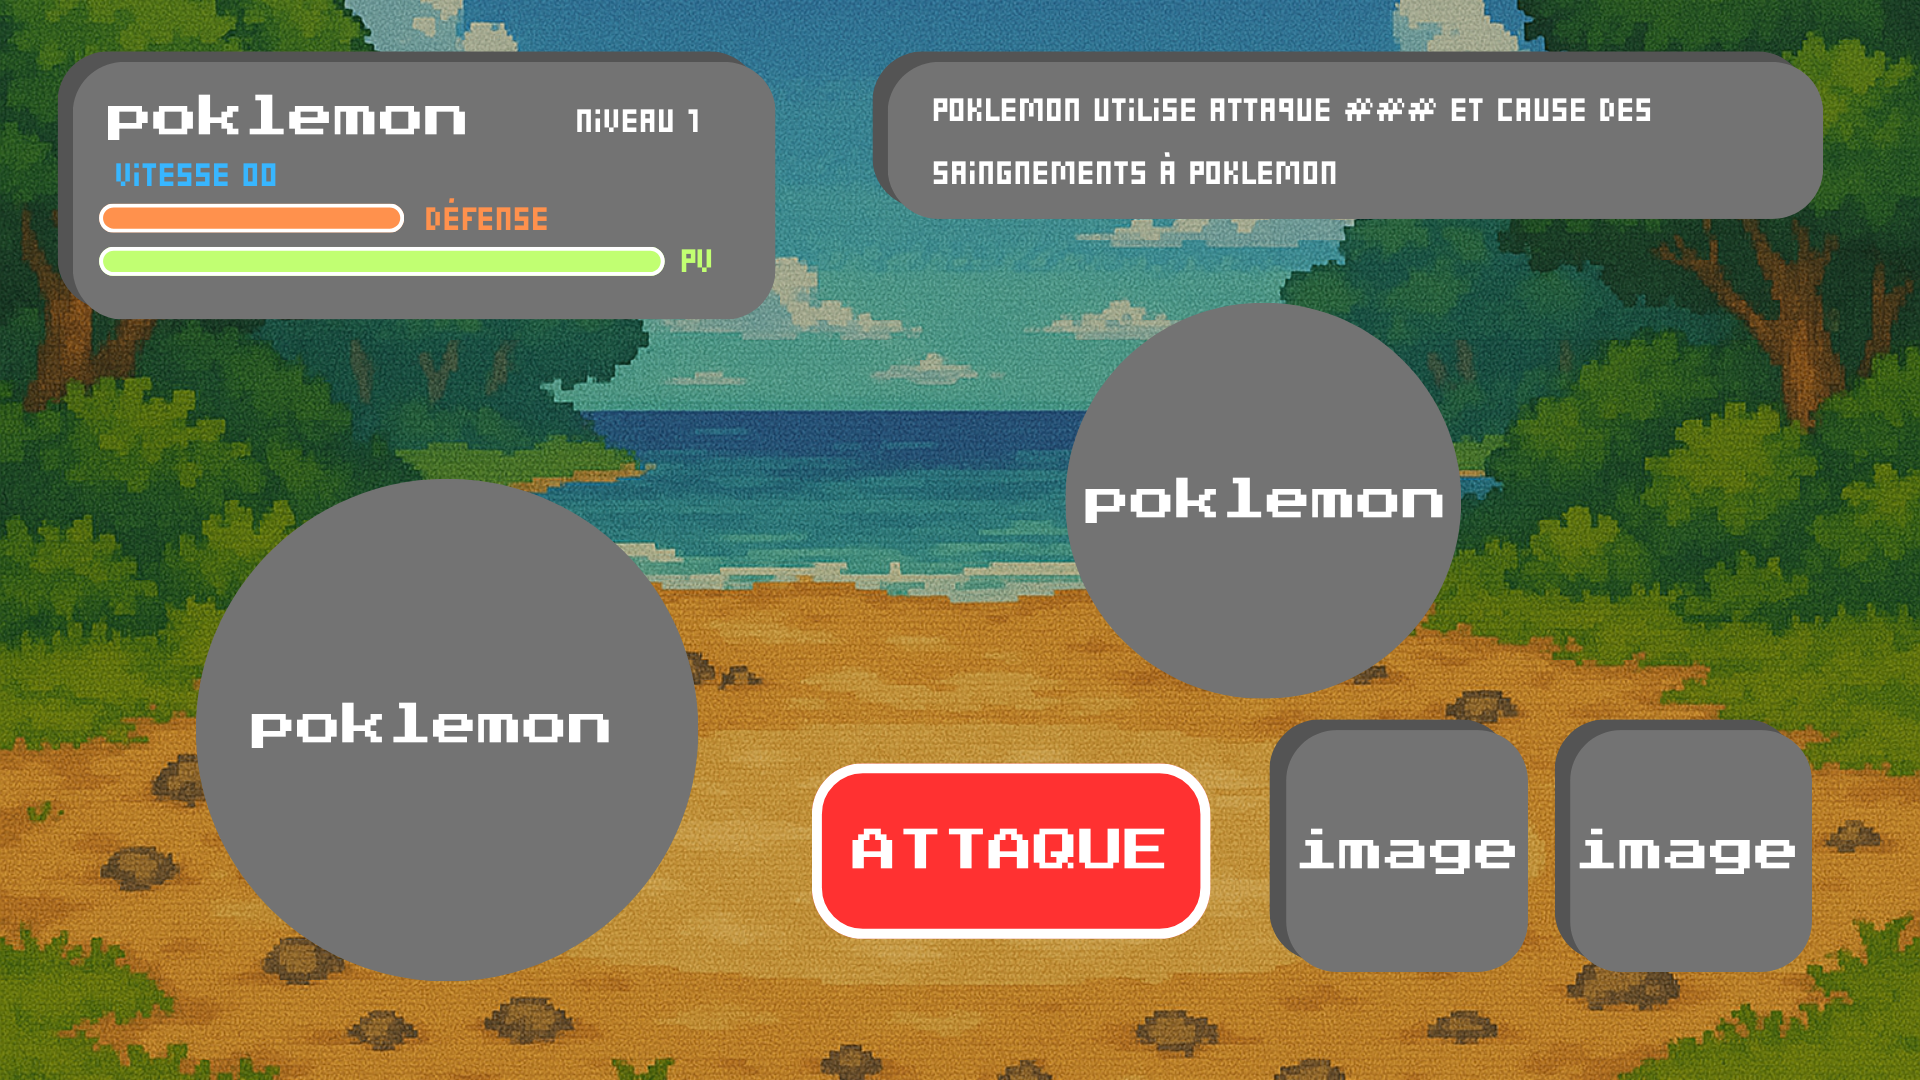 poklemon
NiVEAU 1
ViTESSE 00
DÉFENSE
PV
POKLEMON UTiLiSE ATTAQUE ### ET CAUSE DES
SAiNGNEMENTS À POKLEMON
poklemon
poklemon
ATTAQUE
image
image